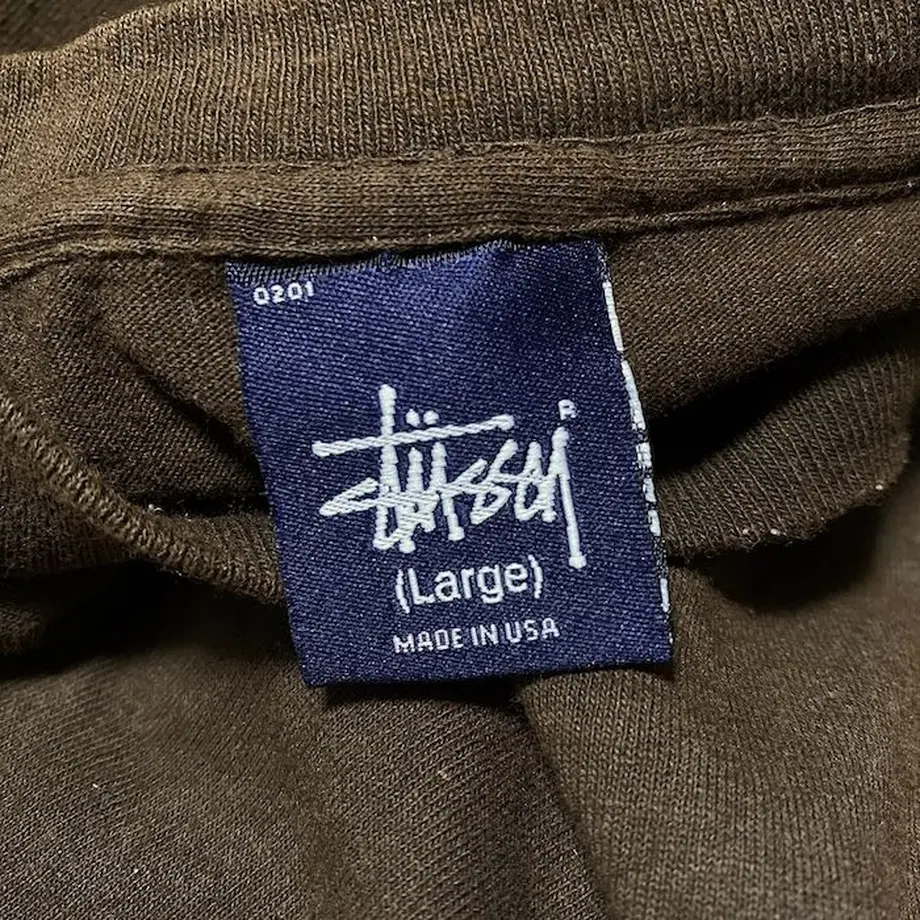 0201
Stüssy R
(Large)
MADE IN USA